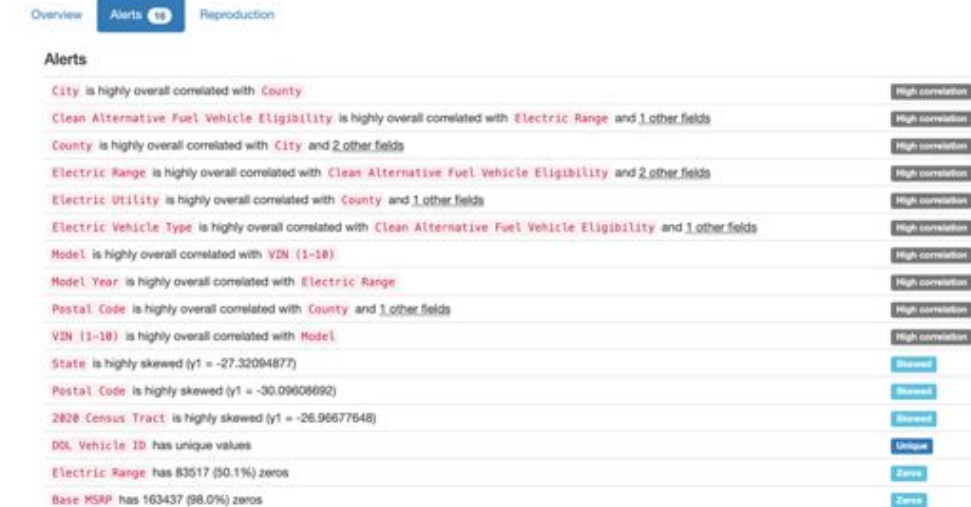 Overview Alerts 16 Reproduction
Alerts
City is highly overall correlated with County High correlation
Clean Alternative Fuel Vehicle Eligibility is highly overall correlated with Electric Range and 1 other fields High correlation
County is highly overall correlated with City and 2 other fields High correlation
Electric Range is highly overall correlated with Clean Alternative Fuel Vehicle Eligibility and 2 other fields High correlation
Electric Utility is highly overall correlated with County and 1 other fields High correlation
Electric Vehicle Type is highly overall correlated with Clean Alternative Fuel Vehicle Eligibility and 1 other fields High correlation
Model is highly overall correlated with VIN (1-10) High correlation
Model Year is highly overall correlated with Electric Range High correlation
Postal Code is highly overall correlated with County and 1 other fields High correlation
VIN (1-10) is highly overall correlated with Model High correlation
State is highly skewed (γ1 = -27.32094877) Skewed
Postal Code is highly skewed (γ1 = -30.09608692) Skewed
2020 Census Tract is highly skewed (γ1 = -26.96677648) Skewed
DOL Vehicle ID has unique values Unique
Electric Range has 83517 (50.1%) zeros Zeros
Base MSRP has 163437 (98.0%) zeros Zeros